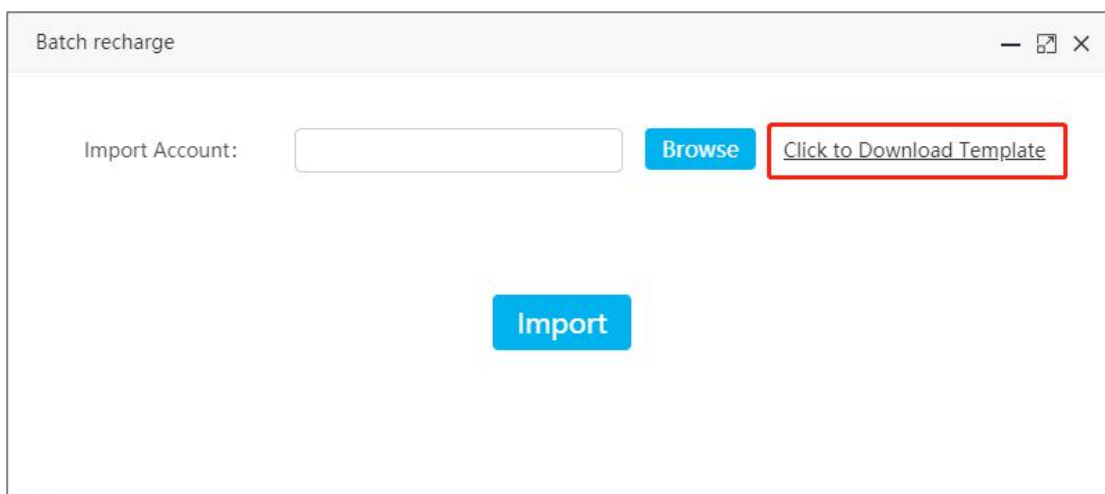 Batch recharge
Import Account: Browse Click to Download Template
Import